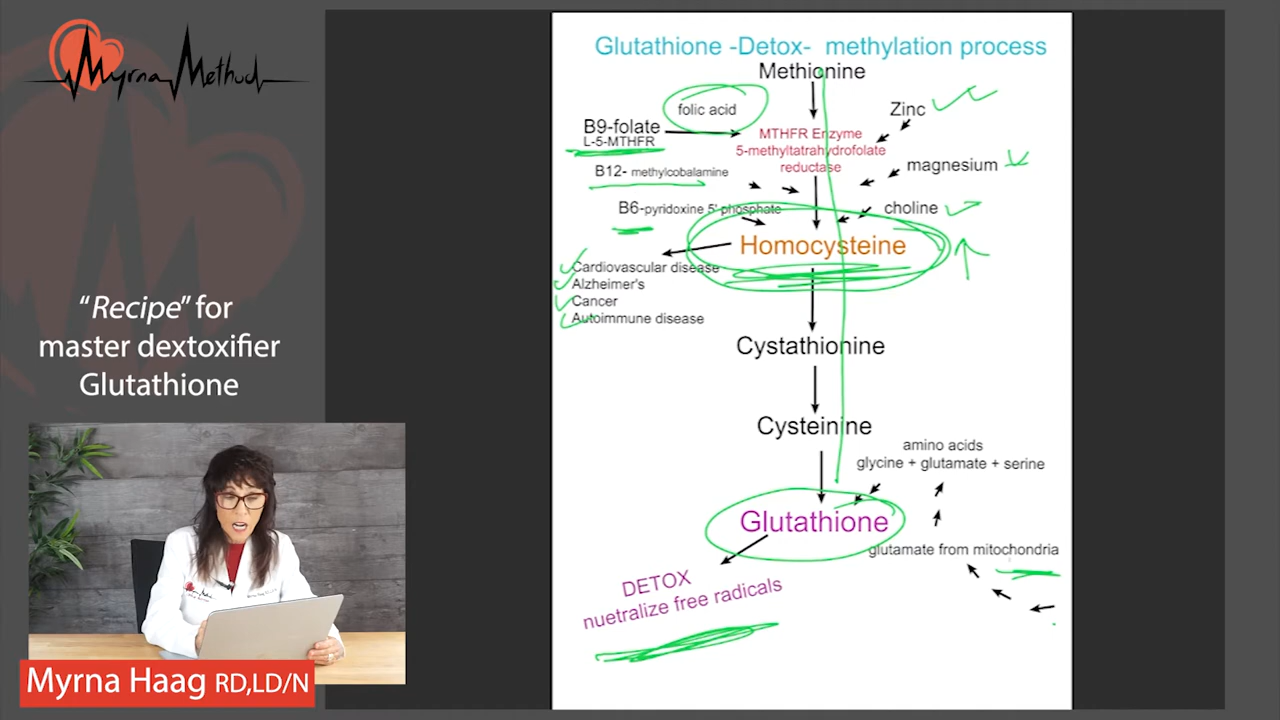 Myrna Method
Glutathione -Detox- methylation process
Methionine
folic acid
Zinc
B9-folate
L-5-MTHFR
MTHFR Enzyme
5-methyltatrahydrofolate
reductase
magnesium
B12- methylcobalamine
B6-pyridoxine 5' phosphate
choline
Homocysteine
Cardiovascular disease
Alzheimer's
Cancer
Autoimmune disease
"Recipe" for
master dextoxifier
Glutathione
Cystathionine
Cysteinine
amino acids
glycine + glutamate + serine
Glutathione
glutamate from mitochondria
DETOX
nuetralize free radicals
Myrna Haag RD,LD/N